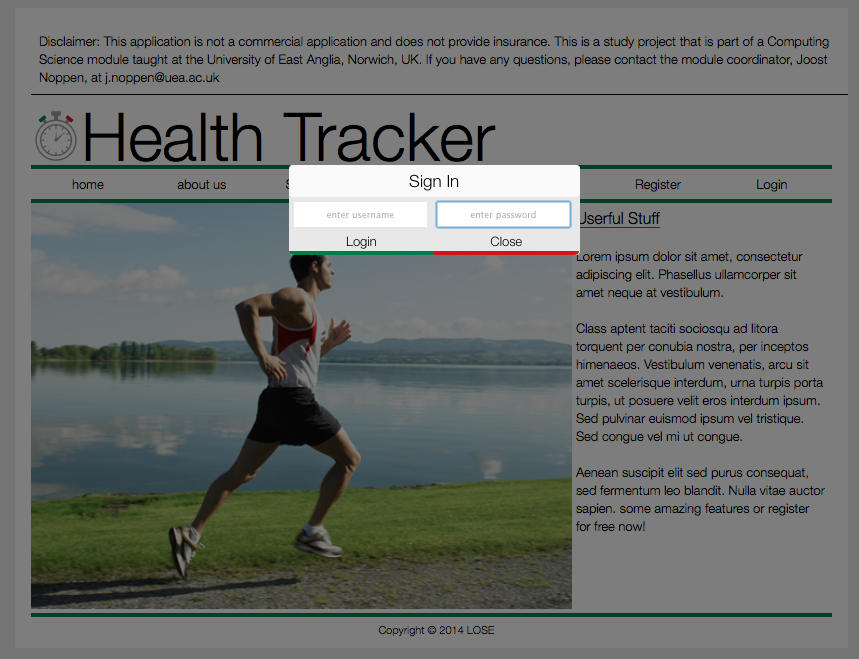 Disclaimer: This application is not a commercial application and does not provide insurance. This is a study project that is part of a Computing
Science module taught at the University of East Anglia, Norwich, UK. If you have any questions, please contact the module coordinator, Joost
Noppen, at j.noppen@uea.ac.uk
Health Tracker
home
about us
Register
Login
Sign In
enter username
enter password
Login
Close
Userful Stuff
Lorem ipsum dolor sit amet, consectetur
adipiscing elit. Phasellus ullamcorper sit
amet neque at vestibulum.
Class aptent taciti sociosqu ad litora
torquent per conubia nostra, per inceptos
himenaeos. Vestibulum venenatis, arcu sit
amet scelerisque interdum, urna turpis porta
turpis, ut posuere velit eros interdum ipsum.
Sed pulvinar euismod ipsum vel tristique.
Sed congue vel mi ut congue.
Aenean suscipit elit sed purus consequat,
sed fermentum leo blandit. Nulla vitae auctor
sapien. some amazing features or register
for free now!
Copyright © 2014 LOSE